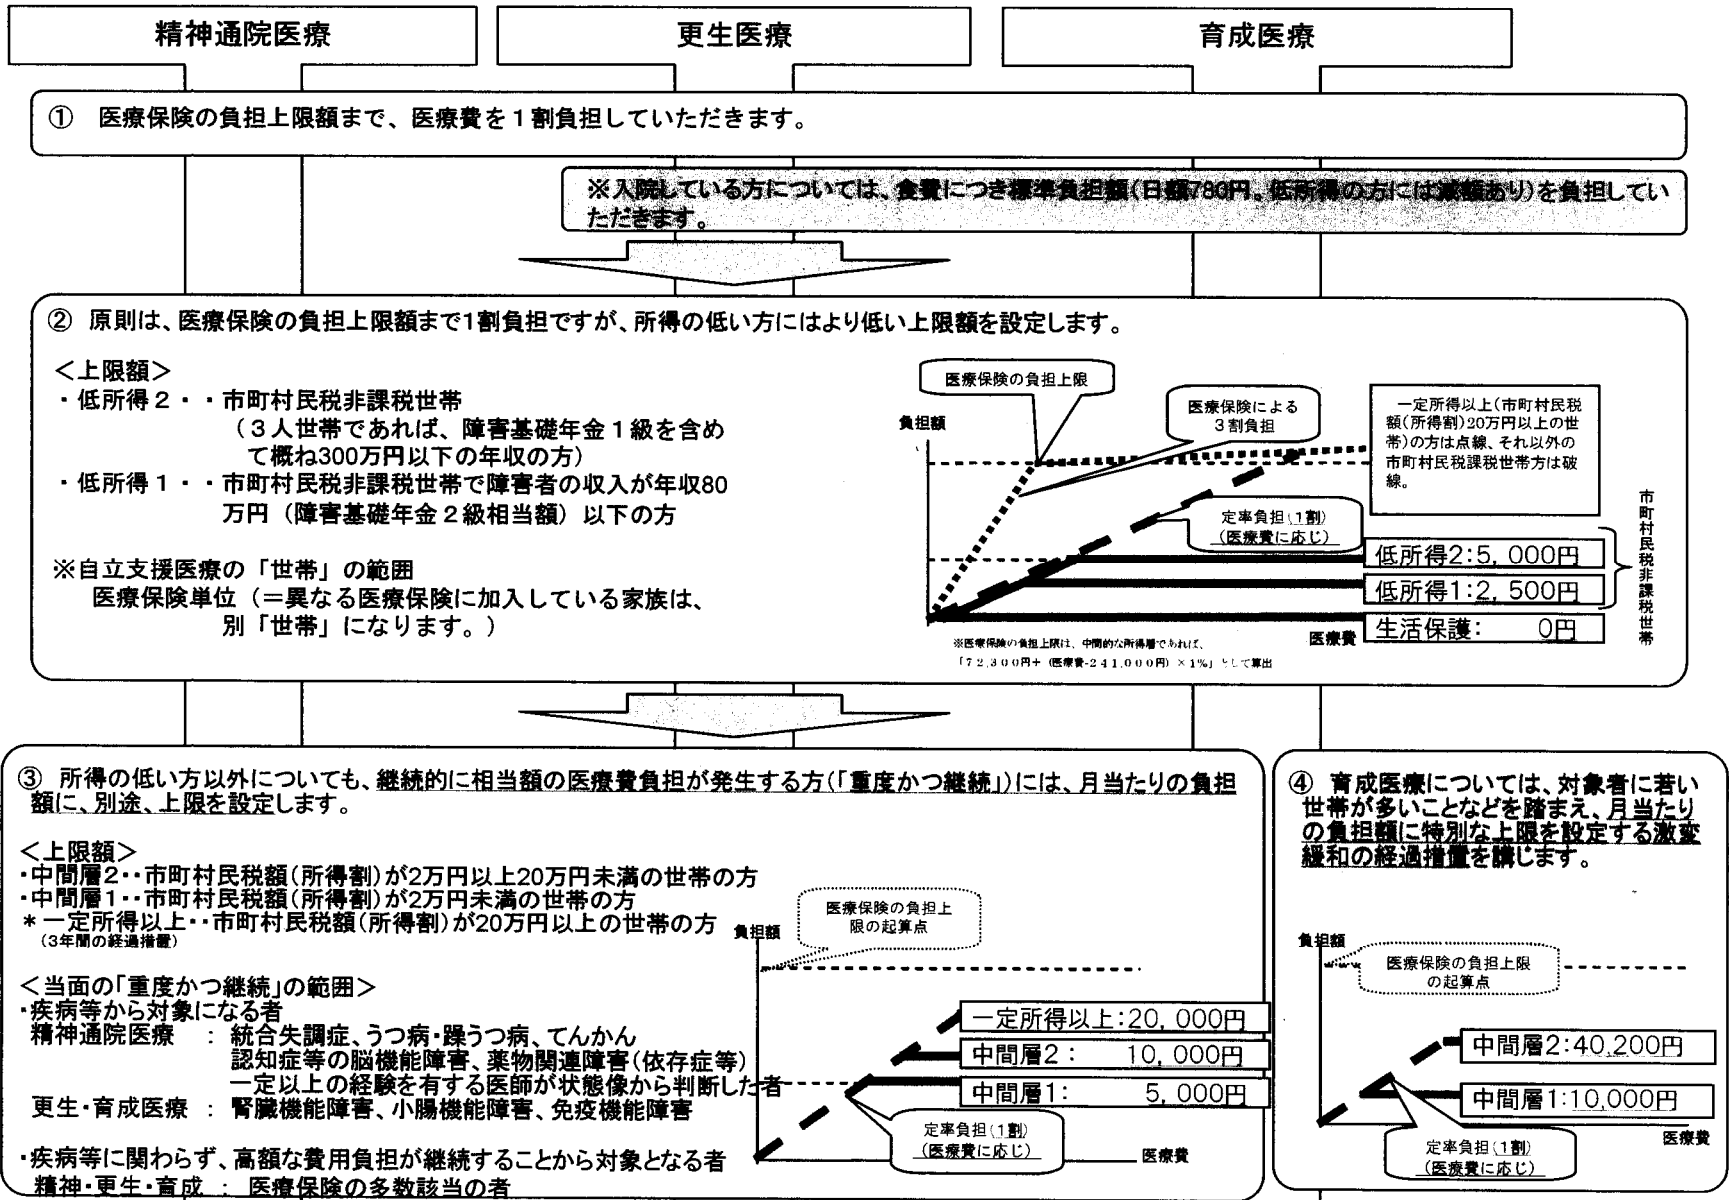 精神通院医療
更生医療
育成医療
① 医療保険の負担上限額まで、医療費を１割負担していただきます。
※入院している方については、食費につき標準負担額(日額780円。低所得の方には減額あり)を負担してい
ただきます。
② 原則は、医療保険の負担上限額まで1割負担ですが、所得の低い方にはより低い上限額を設定します。
＜上限額＞
・低所得２・・市町村民税非課税世帯
（３人世帯であれば、障害基礎年金１級を含め
て概ね300万円以下の年収の方）
・低所得１・・市町村民税非課税世帯で障害者の収入が年収80
万円（障害基礎年金２級相当額）以下の方
※自立支援医療の「世帯」の範囲
医療保険単位（＝異なる医療保険に加入している家族は、
別「世帯」になります。）
医療保険の負担上限
医療保険による
３割負担
負担額
一定所得以上(市町村民税
額(所得割)20万円以上の世
帯)の方は点線、それ以外の
市町村民税課税世帯方は破
線。
定率負担(１割)
(医療費に応じ)
低所得2:5,000円
低所得1:2,500円
生活保護: 0円
市町村民税非課税世帯
医療費
※医療保険の負担上限は、中間的な所得層であれば、
「７２,３００円＋（医療費-２４１,０００円）×1%」として算出
③ 所得の低い方以外についても、継続的に相当額の医療費負担が発生する方(｢重度かつ継続｣)には、月当たりの負担
額に、別途、上限を設定します。
＜上限額＞
・中間層2・・市町村民税額(所得割)が2万円以上20万円未満の世帯の方
・中間層1・・市町村民税額(所得割)が2万円未満の世帯の方
＊一定所得以上・・市町村民税額(所得割)が20万円以上の世帯の方
(3年間の経過措置)
＜当面の｢重度かつ継続｣の範囲＞
・疾病等から対象になる者
精神通院医療 ： 統合失調症、うつ病・躁うつ病、てんかん
認知症等の脳機能障害、薬物関連障害(依存症等)
一定以上の経験を有する医師が状態像から判断した者
更生・育成医療 ： 腎臓機能障害、小腸機能障害、免疫機能障害
・疾病等に関わらず、高額な費用負担が継続することから対象となる者
精神・更生・育成 ： 医療保険の多数該当の者
負担額
医療保険の負担上
限の起算点
一定所得以上:20,000円
中間層2： 10,000円
中間層1: 5,000円
定率負担(１割)
(医療費に応じ)
医療費
④ 育成医療については、対象者に若い
世帯が多いことなどを踏まえ、月当たり
の負担額に特別な上限を設定する激変
緩和の経過措置を講じます。
負担額
医療保険の負担上限
の起算点
中間層2:40,200円
中間層1:10,000円
定率負担(１割)
(医療費に応じ)
医療費